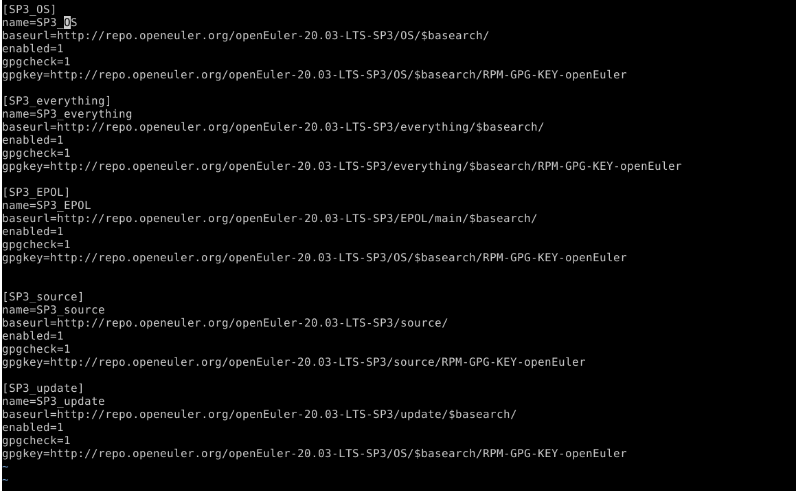 [SP3_OS]
name=SP3_OS
baseurl=http://repo.openeuler.org/openEuler-20.03-LTS-SP3/OS/$basearch/
enabled=1
gpgcheck=1
gpgkey=http://repo.openeuler.org/openEuler-20.03-LTS-SP3/OS/$basearch/RPM-GPG-KEY-openEuler

[SP3_everything]
name=SP3_everything
baseurl=http://repo.openeuler.org/openEuler-20.03-LTS-SP3/everything/$basearch/
enabled=1
gpgcheck=1
gpgkey=http://repo.openeuler.org/openEuler-20.03-LTS-SP3/everything/$basearch/RPM-GPG-KEY-openEuler

[SP3_EPOL]
name=SP3_EPOL
baseurl=http://repo.openeuler.org/openEuler-20.03-LTS-SP3/EPOL/main/$basearch/
enabled=1
gpgcheck=1
gpgkey=http://repo.openeuler.org/openEuler-20.03-LTS-SP3/OS/$basearch/RPM-GPG-KEY-openEuler

[SP3_source]
name=SP3_source
baseurl=http://repo.openeuler.org/openEuler-20.03-LTS-SP3/source/
enabled=1
gpgcheck=1
gpgkey=http://repo.openeuler.org/openEuler-20.03-LTS-SP3/source/RPM-GPG-KEY-openEuler

[SP3_update]
name=SP3_update
baseurl=http://repo.openeuler.org/openEuler-20.03-LTS-SP3/update/$basearch/
enabled=1
gpgcheck=1
gpgkey=http://repo.openeuler.org/openEuler-20.03-LTS-SP3/OS/$basearch/RPM-GPG-KEY-openEuler
~
~